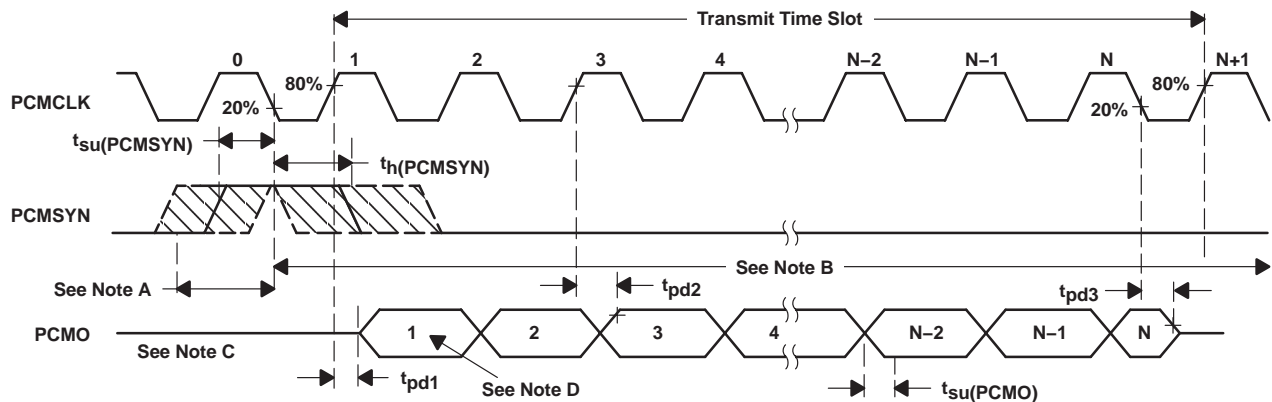 Transmit Time Slot
0 1 2 3 4 N–2 N–1 N N+1
80% 80%
PCMCLK
20% 20%
tsu(PCMSYN)
th(PCMSYN)
PCMSYN
See Note B
See Note A
tpd2
tpd3
PCMO
1 2 3 4 N–2 N–1 N
See Note C
tpd1
See Note D
tsu(PCMO)